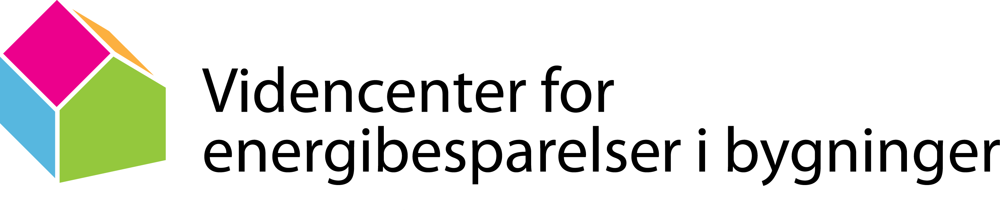 Videncenter for
energibesparelser i bygninger